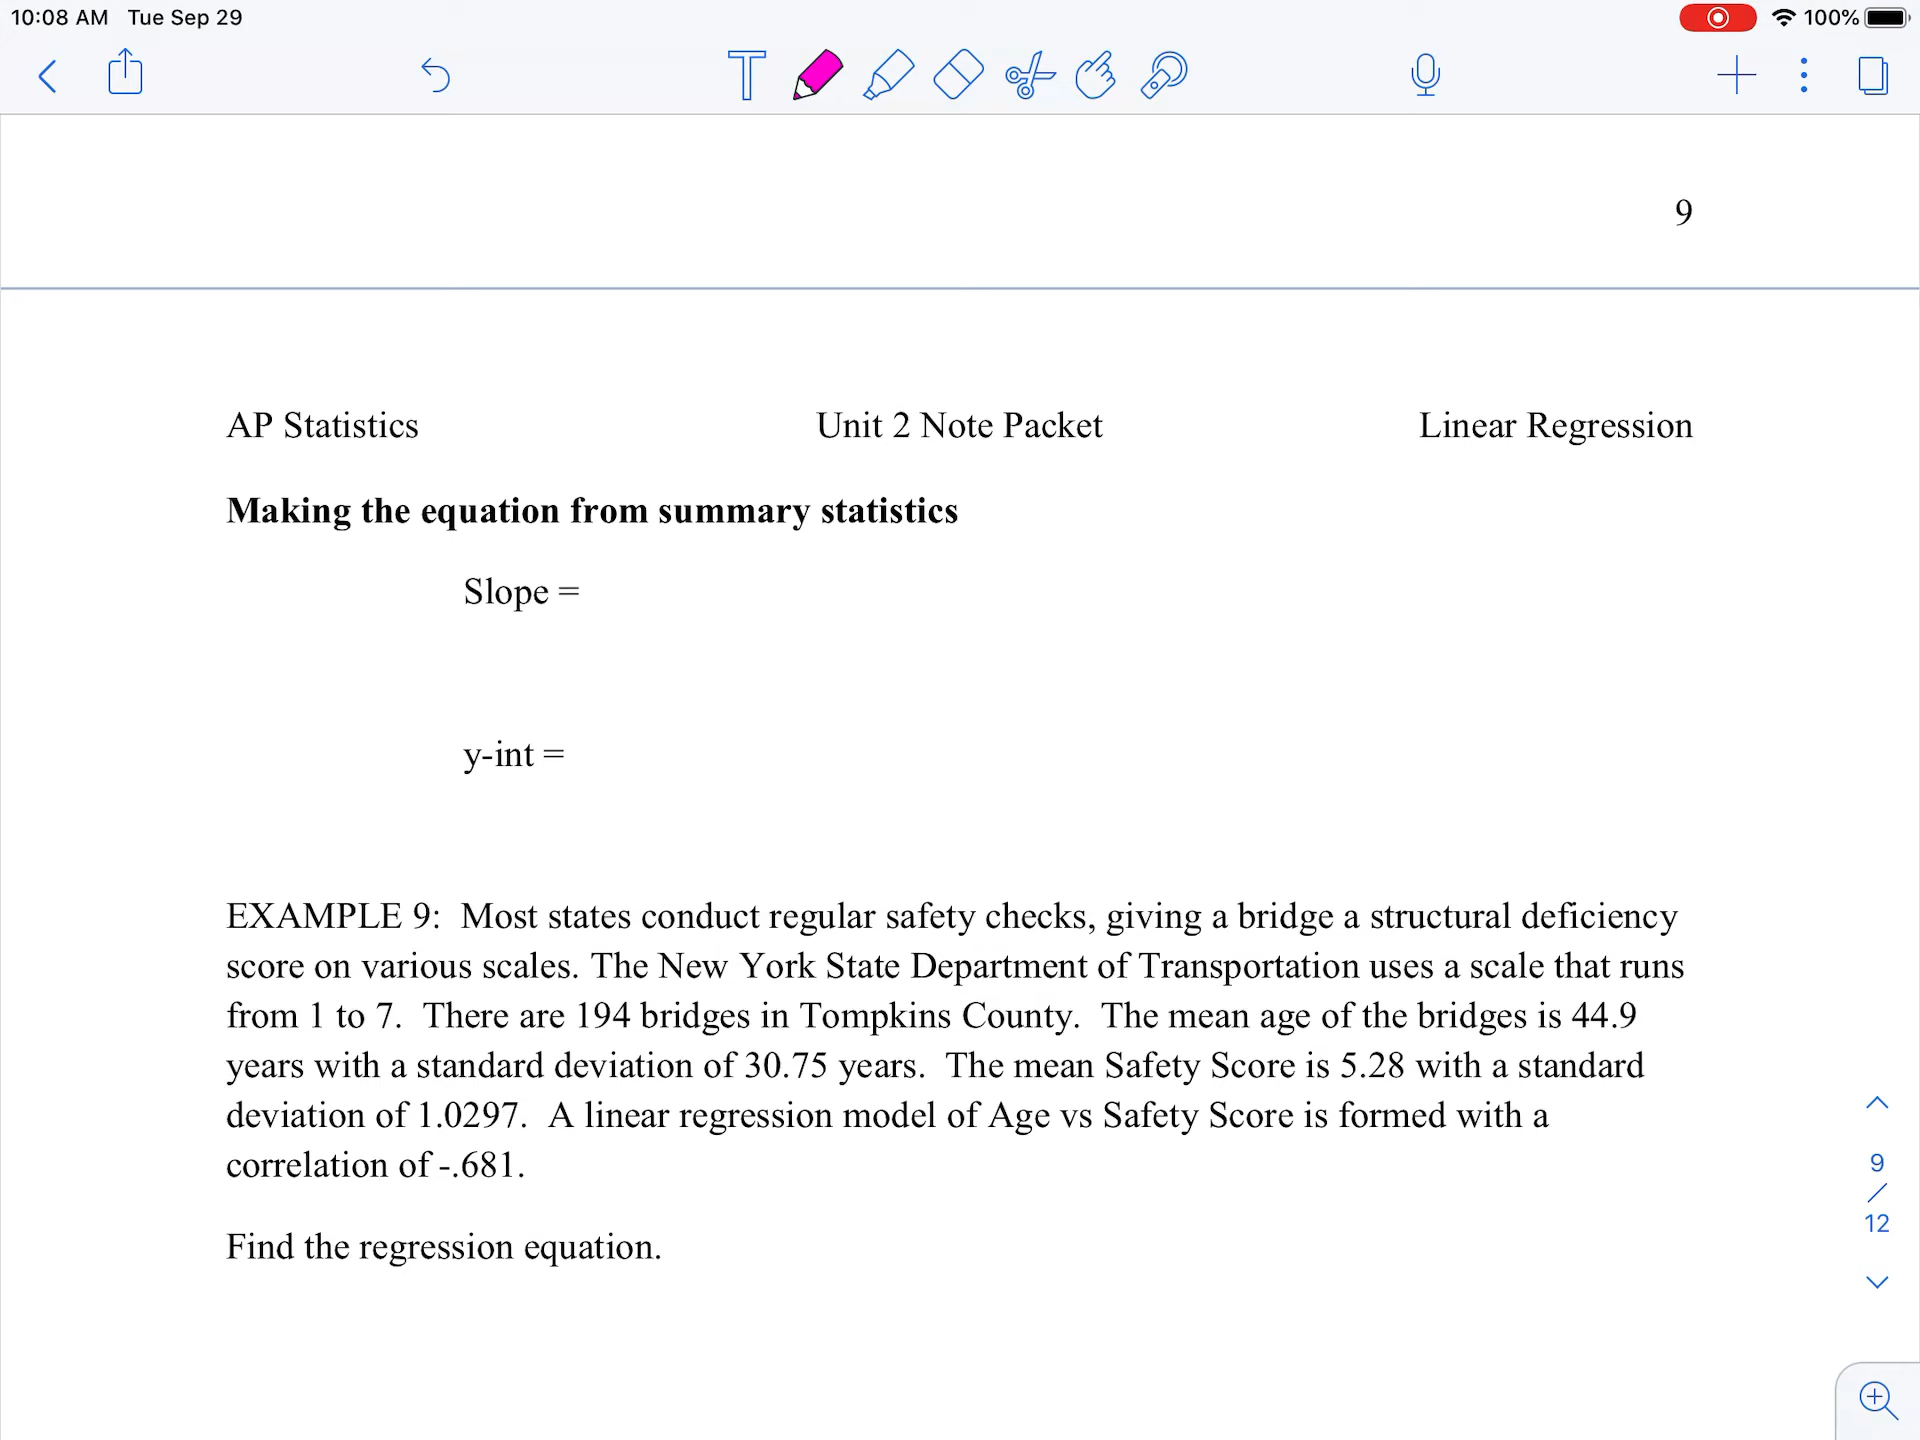 10:08 AM Tue Sep 29
100%
T
9
AP Statistics Unit 2 Note Packet Linear Regression
Making the equation from summary statistics
Slope =
y-int =
EXAMPLE 9: Most states conduct regular safety checks, giving a bridge a structural deficiency
score on various scales. The New York State Department of Transportation uses a scale that runs
from 1 to 7. There are 194 bridges in Tompkins County. The mean age of the bridges is 44.9
years with a standard deviation of 30.75 years. The mean Safety Score is 5.28 with a standard
deviation of 1.0297. A linear regression model of Age vs Safety Score is formed with a
correlation of -.681.
Find the regression equation.
9
/
12